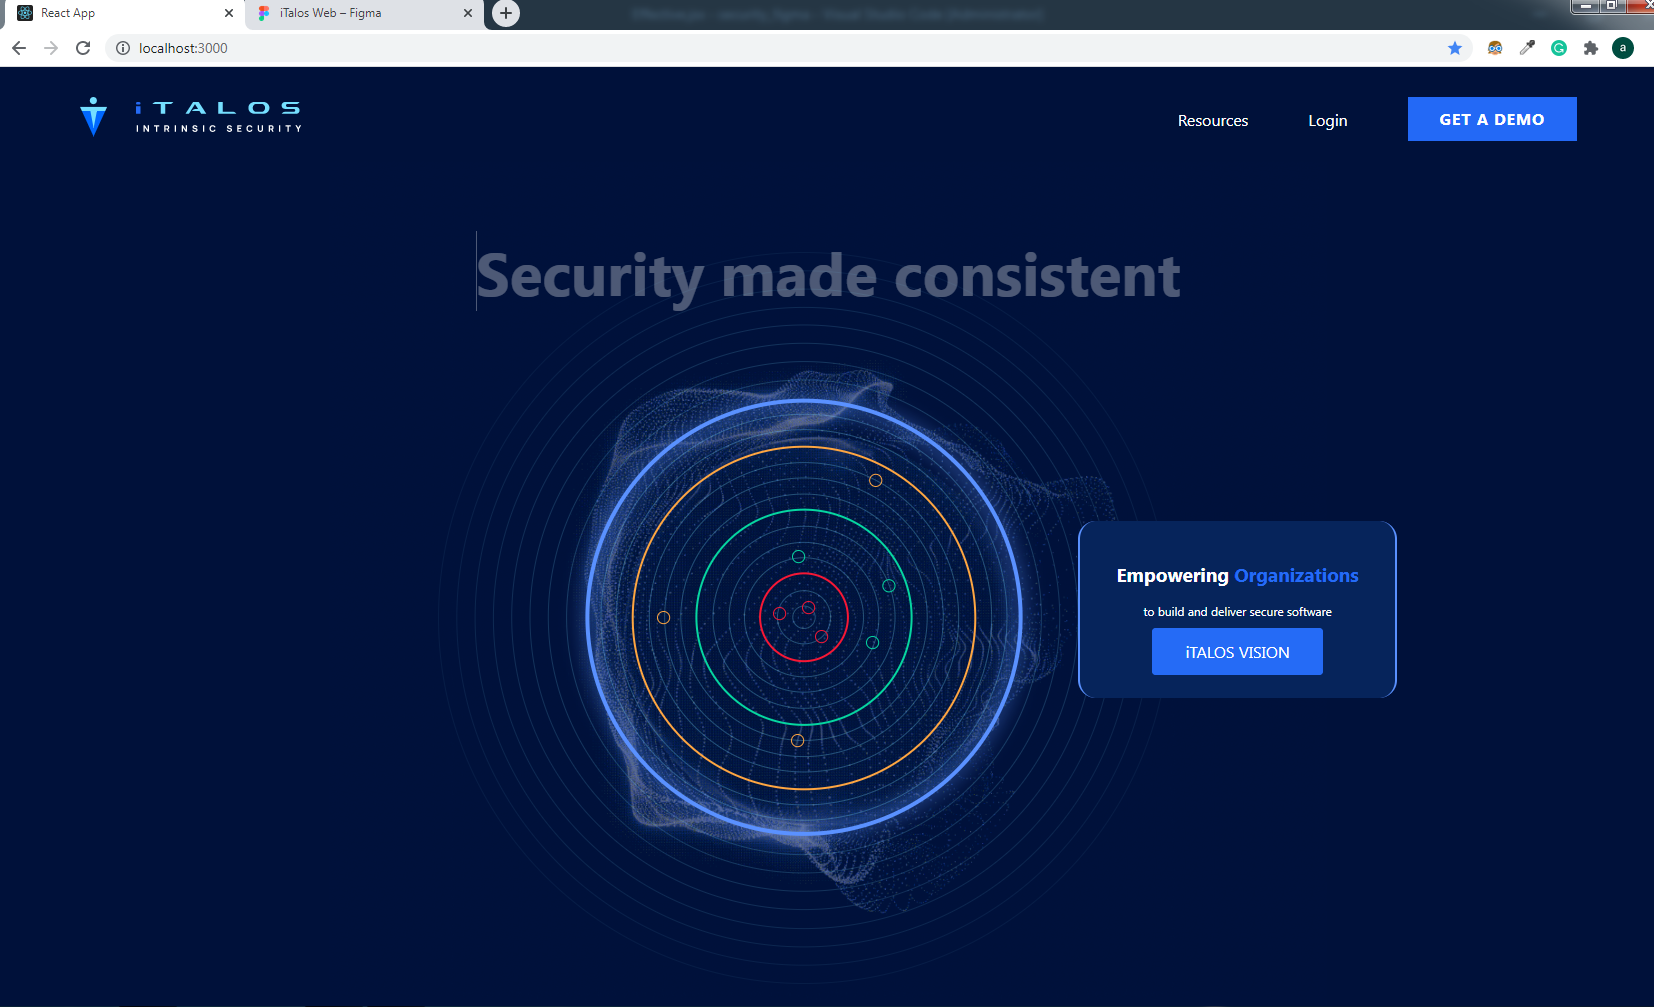 React App
iTalos Web – Figma
localhost:3000
a
iTALOS
INTRINSIC SECURITY
Resources
Login
GET A DEMO
Security made consistent
Empowering Organizations
to build and deliver secure software
iTALOS VISION